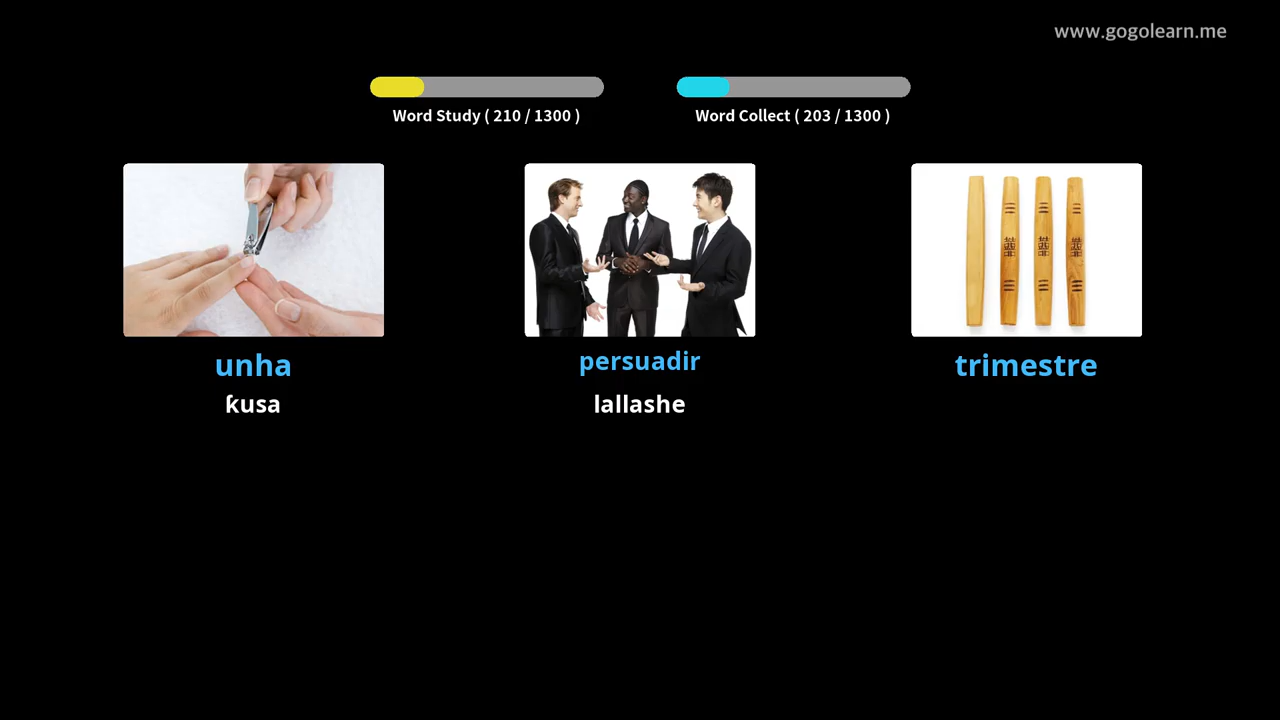 www.gogolearn.me
Word Study ( 210 / 1300 )
Word Collect ( 203 / 1300 )
unha
persuadir
trimestre
ƙusa
lallashe